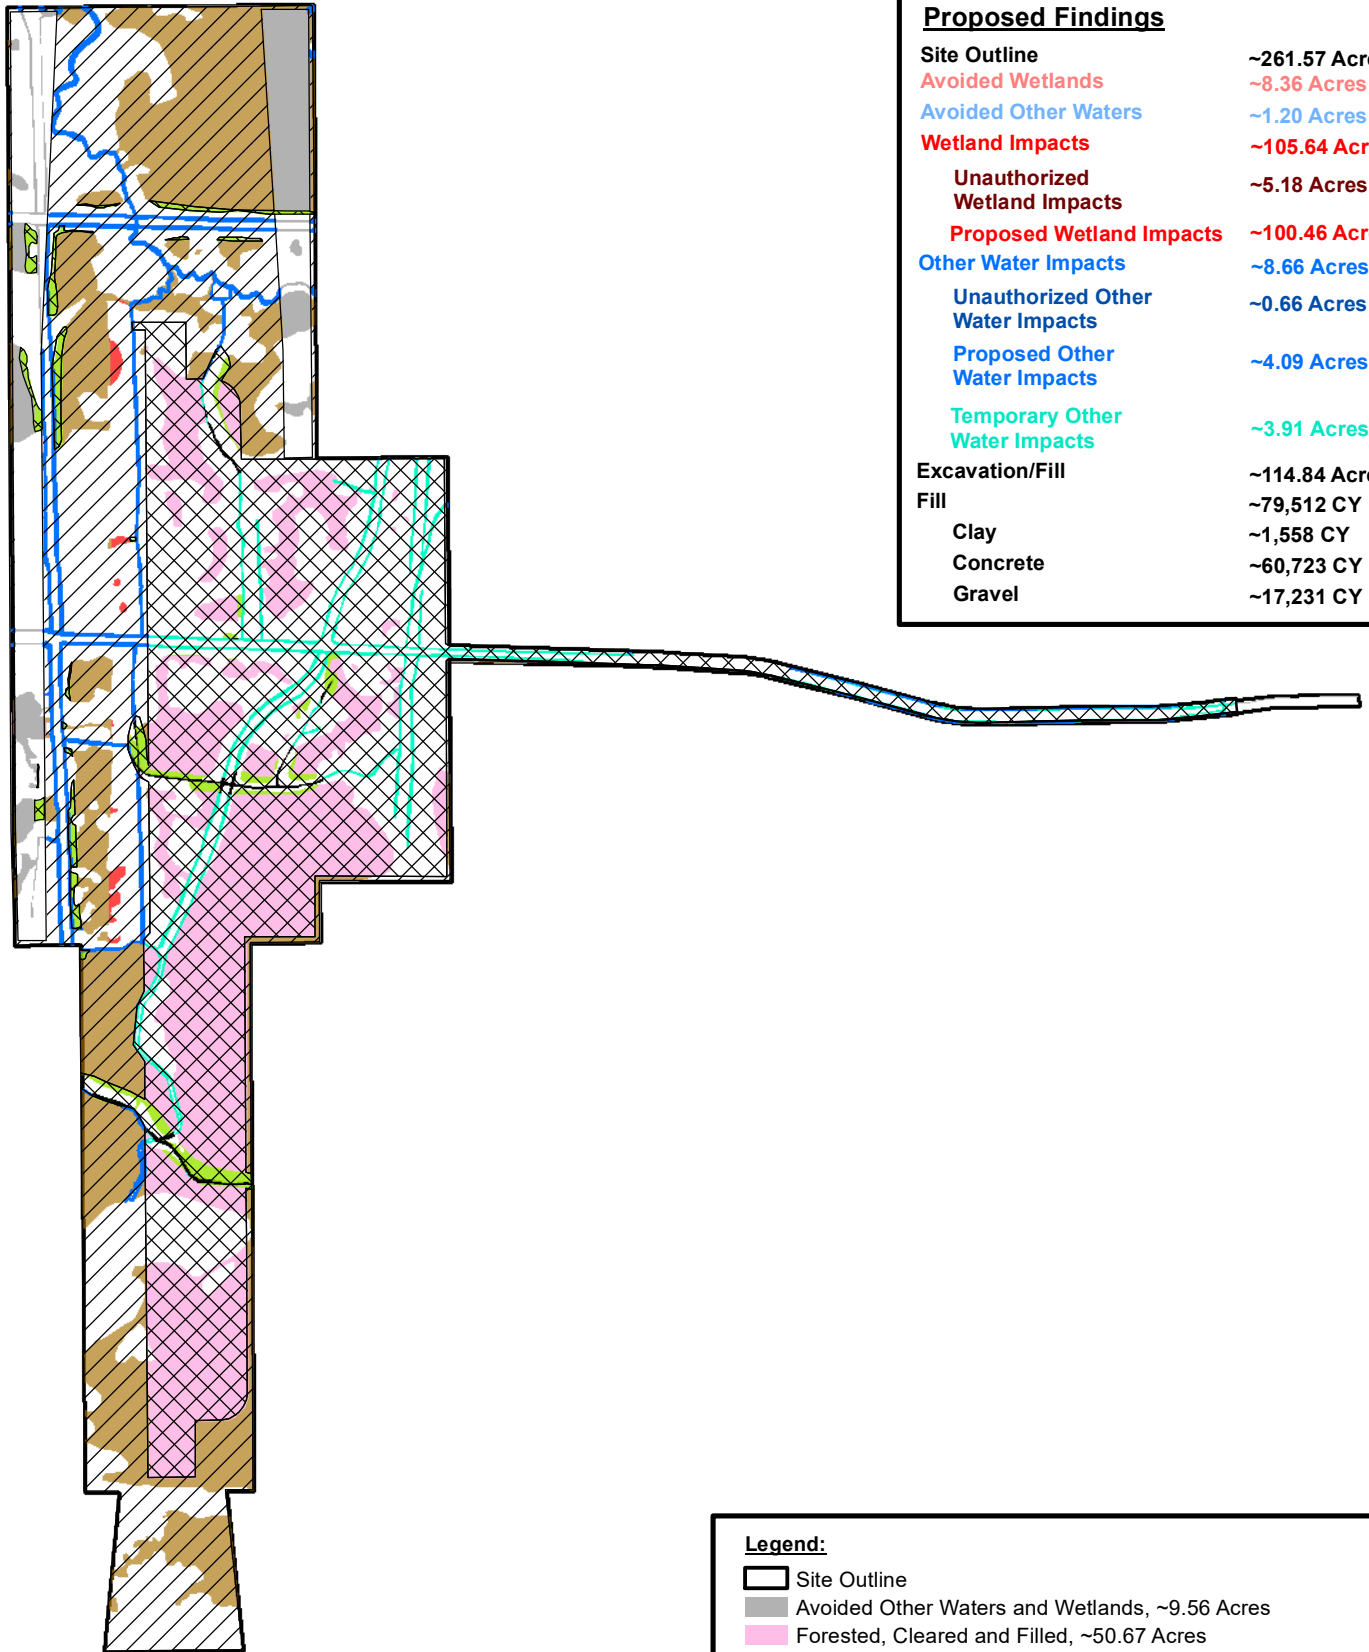 Proposed Findings
Site Outline ~261.57 Acre
Avoided Wetlands ~8.36 Acres
Avoided Other Waters ~1.20 Acres
Wetland Impacts ~105.64 Acr
Unauthorized
Wetland Impacts ~5.18 Acres
Proposed Wetland Impacts ~100.46 Acr
Other Water Impacts ~8.66 Acres
Unauthorized Other
Water Impacts ~0.66 Acres
Proposed Other
Water Impacts ~4.09 Acres
Temporary Other
Water Impacts ~3.91 Acres
Excavation/Fill ~114.84 Acre
Fill ~79,512 CY
Clay ~1,558 CY
Concrete ~60,723 CY
Gravel ~17,231 CY
Legend:
Site Outline
Avoided Other Waters and Wetlands, ~9.56 Acres
Forested, Cleared and Filled, ~50.67 Acres